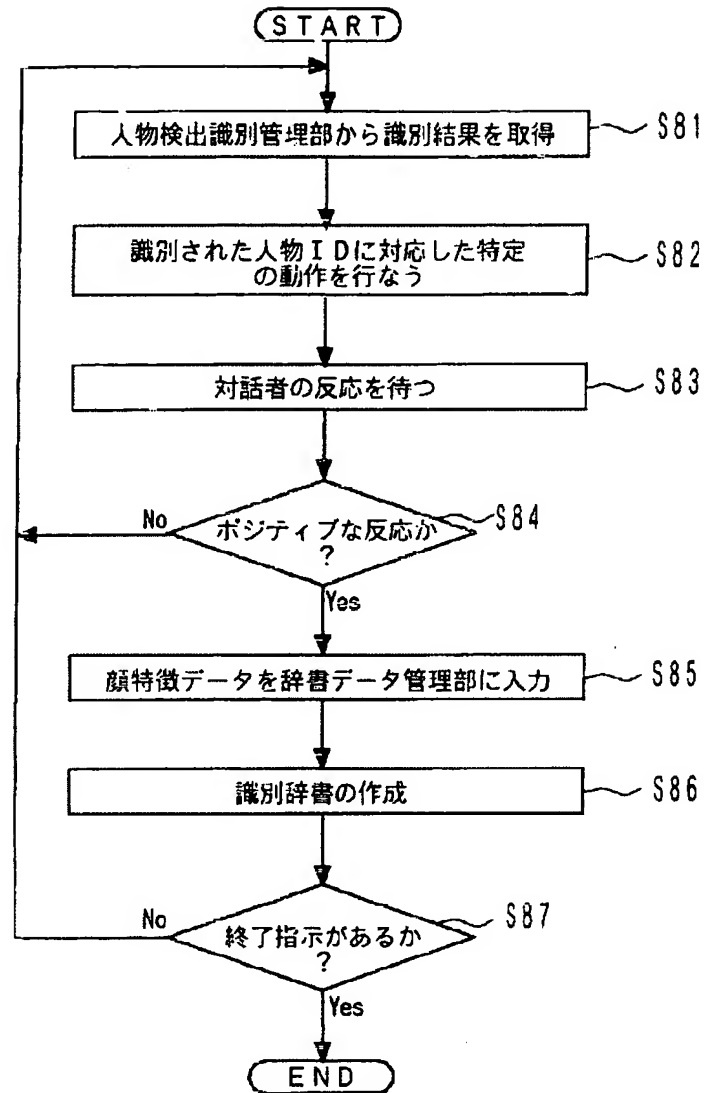 START
人物検出識別管理部から識別結果を取得
S81
識別された人物IDに対応した特定
の動作を行なう
S82
対話者の反応を待つ
S83
ポジティブな反応か
?
S84
No
Yes
顔特徴データを辞書データ管理部に入力
S85
識別辞書の作成
S86
終了指示があるか
?
S87
No
Yes
END